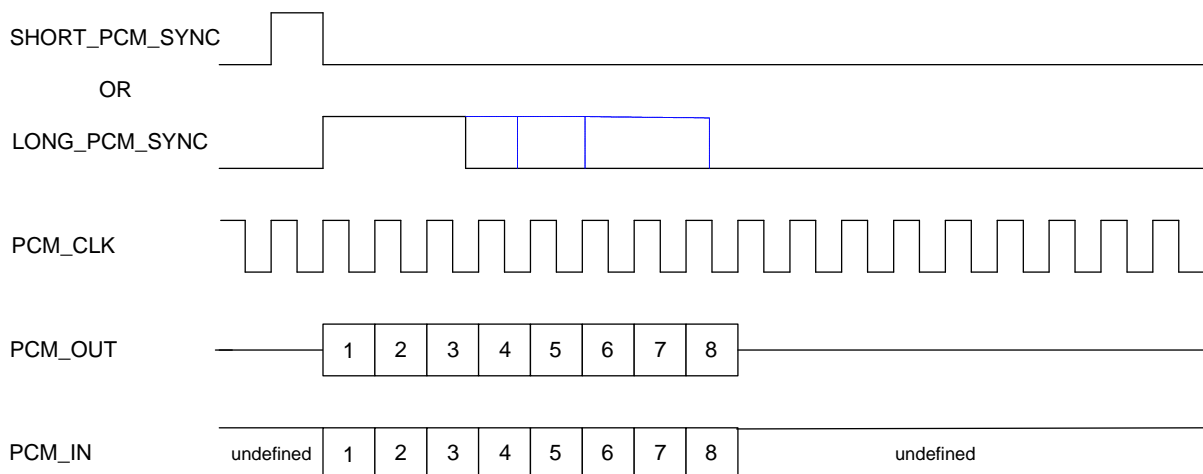 SHORT_PCM_SYNC
OR
LONG_PCM_SYNC
PCM_CLK
PCM_OUT 1 2 3 4 5 6 7 8
PCM_IN undefined 1 2 3 4 5 6 7 8 undefined